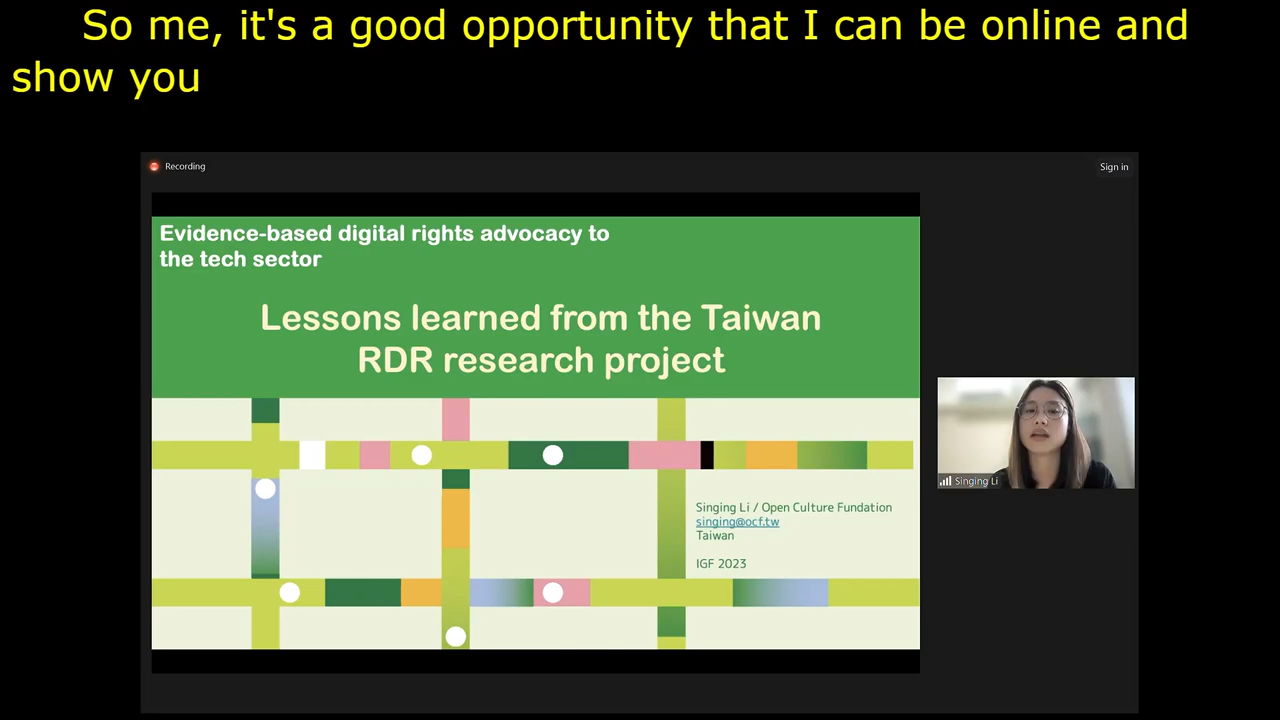 So me, it's a good opportunity that I can be online and
show you
Recording
Sign in
Evidence-based digital rights advocacy to
the tech sector
Lessons learned from the Taiwan
RDR research project
Singing Li / Open Culture Fundation
singing@ocf.tw
Taiwan
IGF 2023
Singing Li